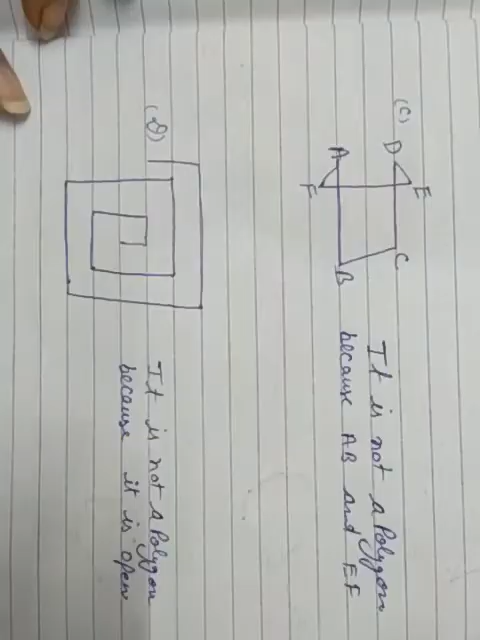 (C)
D
E
A
F
C
B
It is not a Polygon
because AB and EF
(D)
It is not a Polygon
because it is open